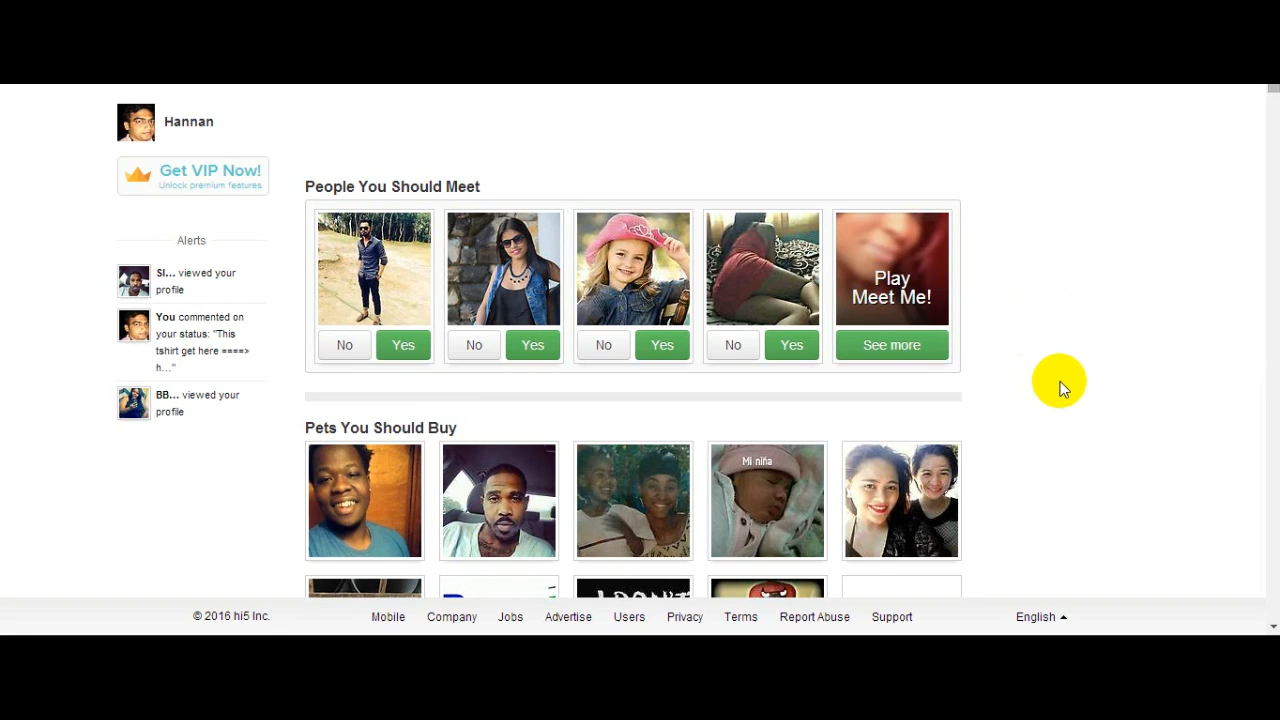 Hannan
Get VIP Now!
Unlock premium features
Alerts
SI... viewed your
profile
You commented on
your status: "This
tshirt get here ====>
h..."
BB... viewed your
profile
People You Should Meet
Play
Meet Me!
No
Yes
No
Yes
No
Yes
No
Yes
See more
Pets You Should Buy
Mi niña
© 2016 hi5 Inc.
Mobile
Company
Jobs
Advertise
Users
Privacy
Terms
Report Abuse
Support
English